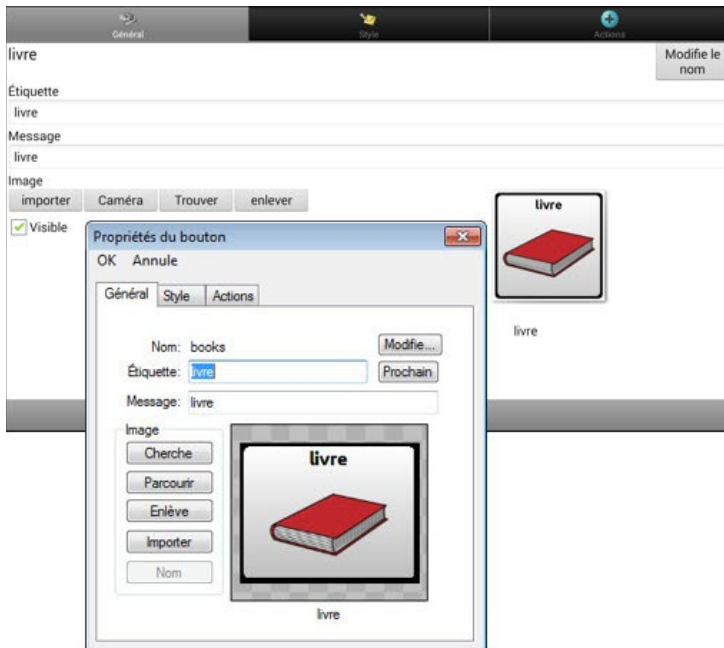 Général Style Actions
livre
Modifie le nom
Étiquette
livre
Message
livre
Image
importer Caméra Trouver enlever
Visible
livre
livre
Propriétés du bouton
OK Annule
Général Style Actions
Nom: books Modifie...
Étiquette: livre Prochain
Message: livre
Image
Cherche
Parcourir
Enlève
Importer
Nom
livre
livre